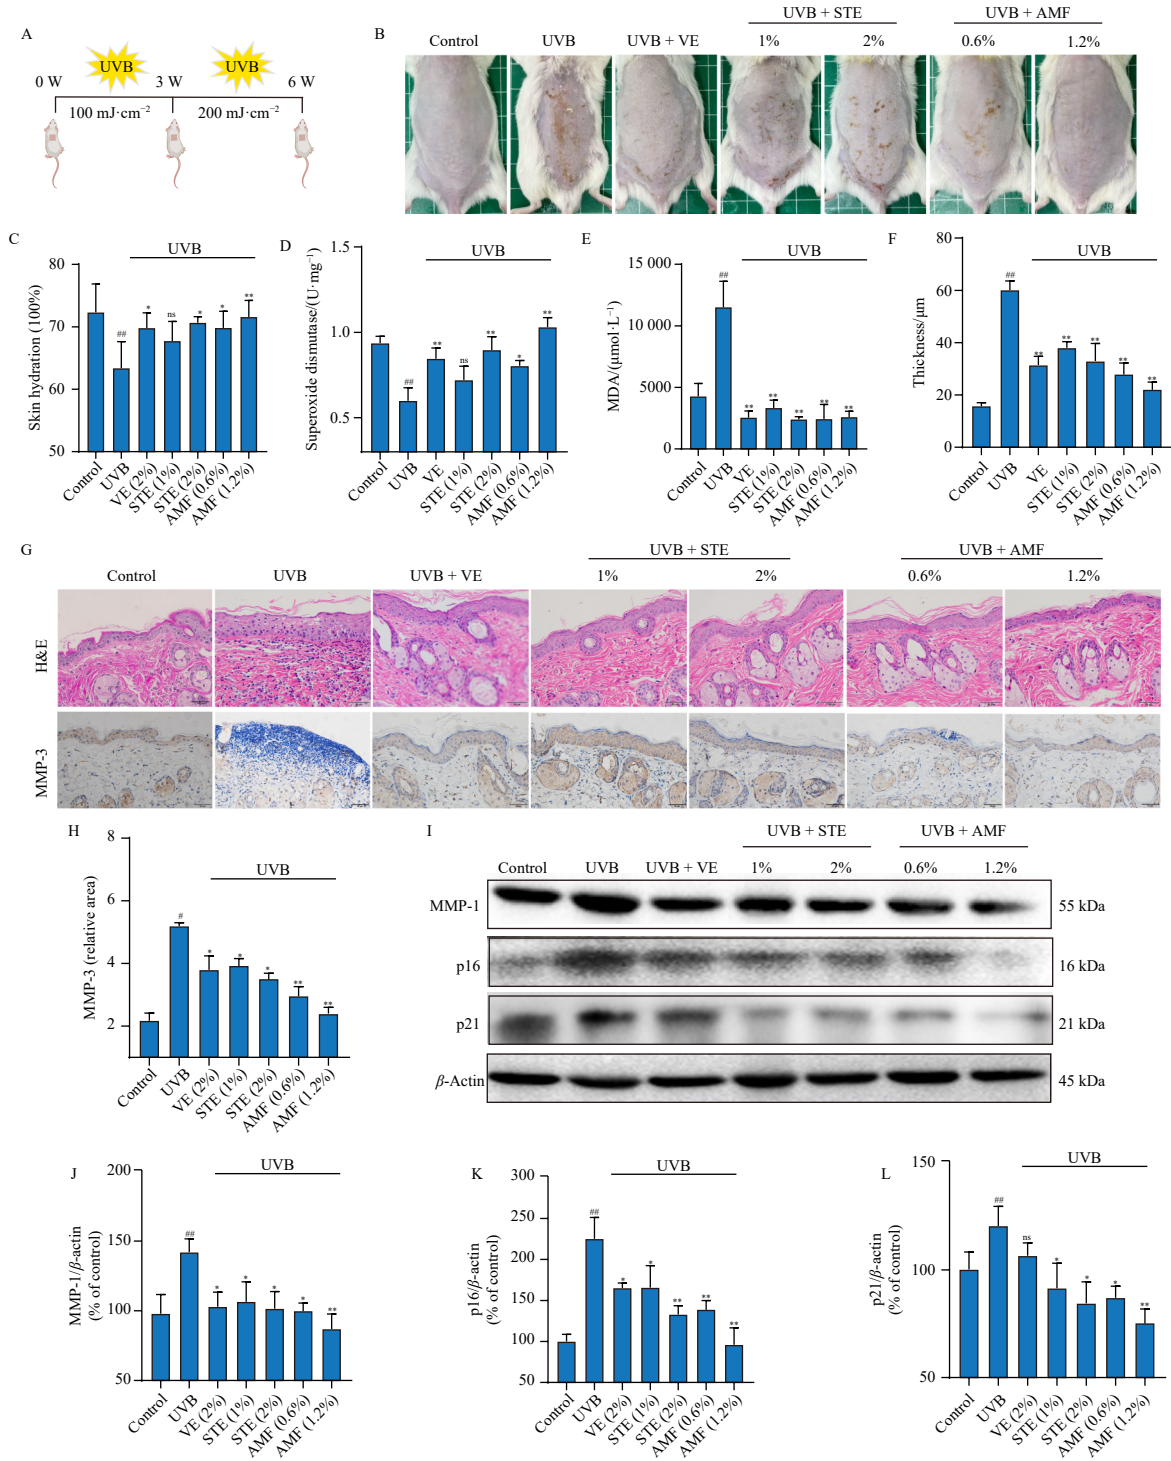 A
UVB
UVB
0 W
3 W
6 W
100 mJ·cm−2
200 mJ·cm−2
B
UVB + STE
UVB + AMF
Control
UVB
UVB + VE
1%
2%
0.6%
1.2%
C
UVB
Skin hydration (100%)
80
70
60
50
##
*
ns
*
*
**
Control
UVB
VE (2%)
STE (1%)
STE (2%)
AMF (0.6%)
AMF (1.2%)
D
UVB
Superoxide dismutase/(U·mg−1)
1.5
1.0
0.5
##
**
ns
**
*
**
Control
UVB
VE
STE (1%)
STE (2%)
AMF (0.6%)
AMF (1.2%)
E
UVB
MDA/(μmol·L−1)
15 000
10 000
5000
0
##
**
**
**
**
**
Control
UVB
VE
STE (1%)
STE (2%)
AMF (0.6%)
AMF (1.2%)
F
UVB
Thickness/μm
80
60
40
20
0
##
**
**
**
**
**
Control
UVB
VE
STE (1%)
STE (2%)
AMF (0.6%)
AMF (1.2%)
G
UVB + STE
UVB + AMF
Control
UVB
UVB + VE
1%
2%
0.6%
1.2%
H&E
MMP-3
H
UVB
MMP-3 (relative area)
8
6
4
2
#
*
*
*
**
**
Control
UVB
VE (2%)
STE (1%)
STE (2%)
AMF (0.6%)
AMF (1.2%)
I
UVB + STE
UVB + AMF
Control
UVB
UVB + VE
1%
2%
0.6%
1.2%
MMP-1
55 kDa
p16
16 kDa
p21
21 kDa
β-Actin
45 kDa
J
UVB
MMP-1/β-actin
(% of control)
200
150
100
50
##
*
*
*
*
**
Control
UVB
VE (2%)
STE (1%)
STE (2%)
AMF (0.6%)
AMF (1.2%)
K
UVB
p16/β-actin
(% of control)
300
250
200
150
100
50
##
*
*
**
**
**
Control
UVB
VE (2%)
STE (1%)
STE (2%)
AMF (0.6%)
AMF (1.2%)
L
UVB
p21/β-actin
(% of control)
150
100
50
##
ns
*
*
*
**
Control
UVB
VE (2%)
STE (1%)
STE (2%)
AMF (0.6%)
AMF (1.2%)